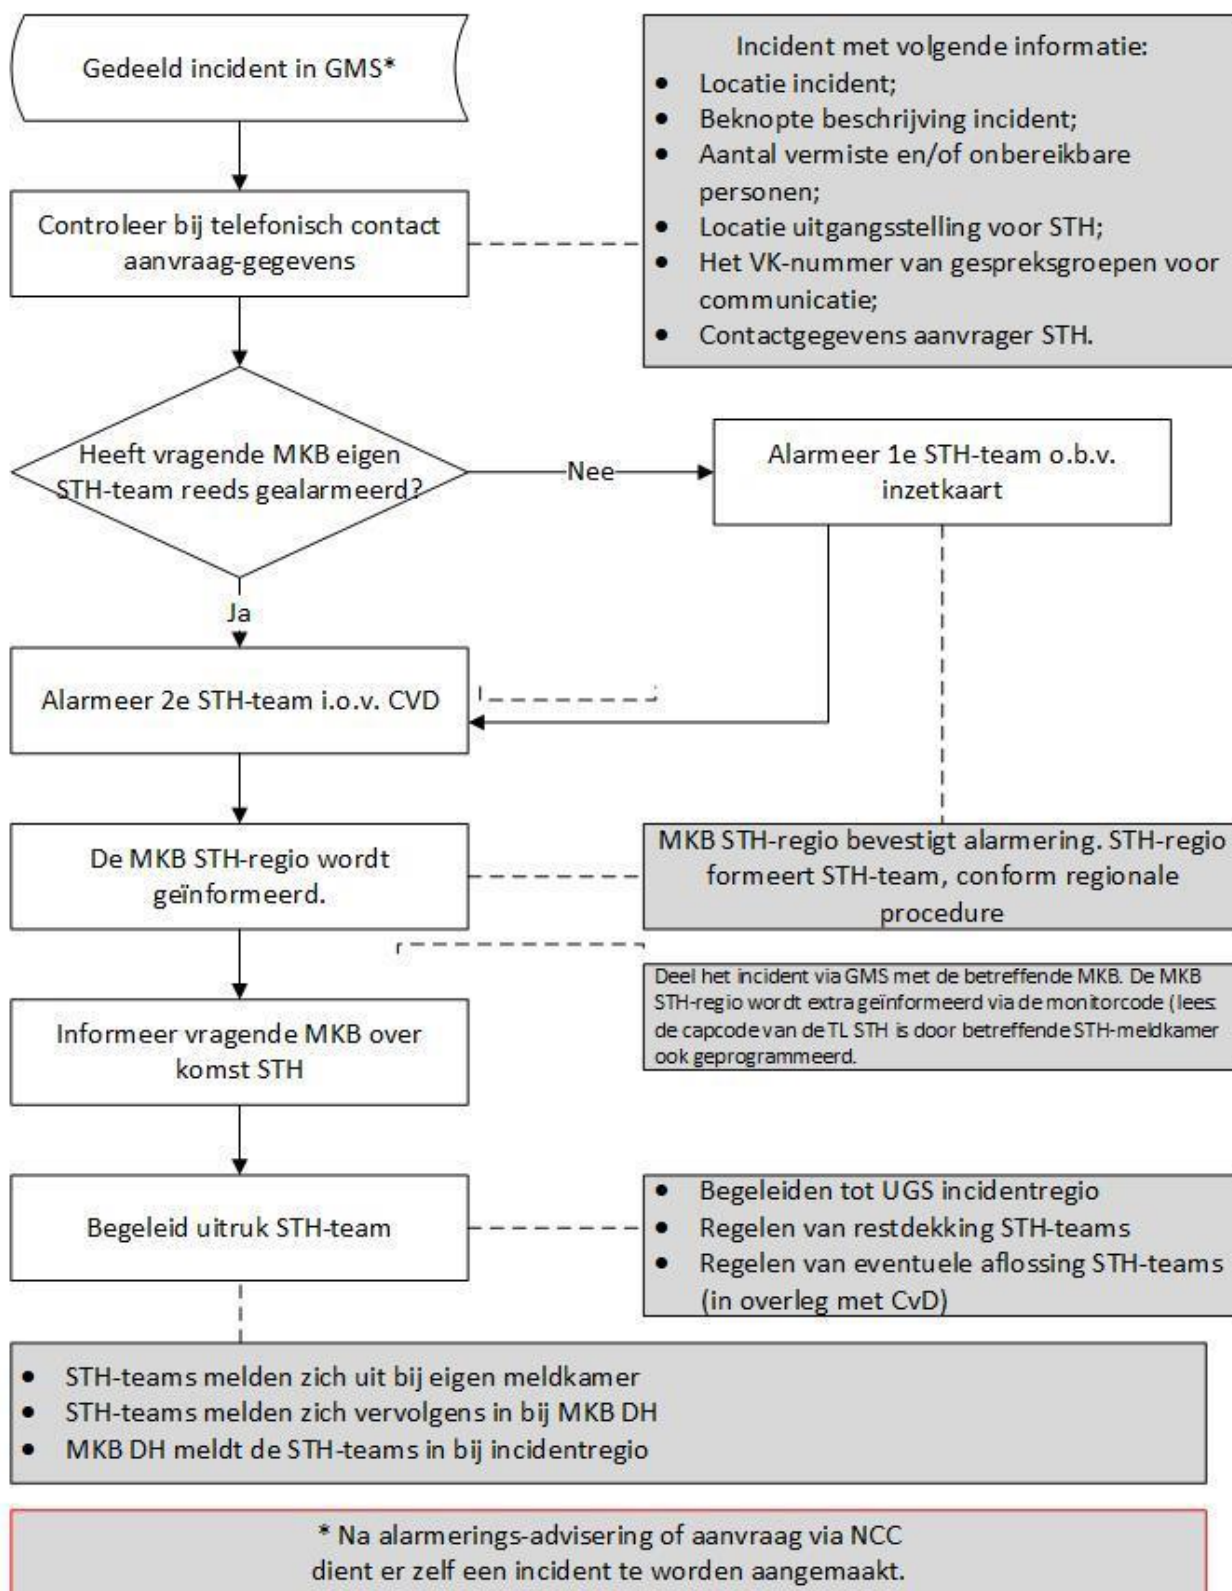 Gedeeld incident in GMS*
Incident met volgende informatie:
• Locatie incident;
• Beknopte beschrijving incident;
• Aantal vermiste en/of onbereikbare
personen;
• Locatie uitgangsstelling voor STH;
• Het VK-nummer van gespreksgroepen voor
communicatie;
• Contactgegevens aanvrager STH.
Controleer bij telefonisch contact
aanvraag-gegevens
Heeft vragende MKB eigen
STH-team reeds gealarmeerd?
Nee
Alarmeer 1e STH-team o.b.v.
inzetkaart
Ja
Alarmeer 2e STH-team i.o.v. CVD
De MKB STH-regio wordt
geïnformeerd.
MKB STH-regio bevestigt alarmering. STH-regio
formeert STH-team, conform regionale
procedure
Deel het incident via GMS met de betreffende MKB. De MKB
STH-regio wordt extra geïnformeerd via de monitorcode (lees:
de capcode van de TL STH is door betreffende STH-meldkamer
ook geprogrammeerd.
Informeer vragende MKB over
komst STH
Begeleid uitruk STH-team
• Begeleiden tot UGS incidentregio
• Regelen van restdekking STH-teams
• Regelen van eventuele aflossing STH-teams
(in overleg met CvD)
• STH-teams melden zich uit bij eigen meldkamer
• STH-teams melden zich vervolgens in bij MKB DH
• MKB DH meldt de STH-teams in bij incidentregio
* Na alarmerings-advisering of aanvraag via NCC
dient er zelf een incident te worden aangemaakt.